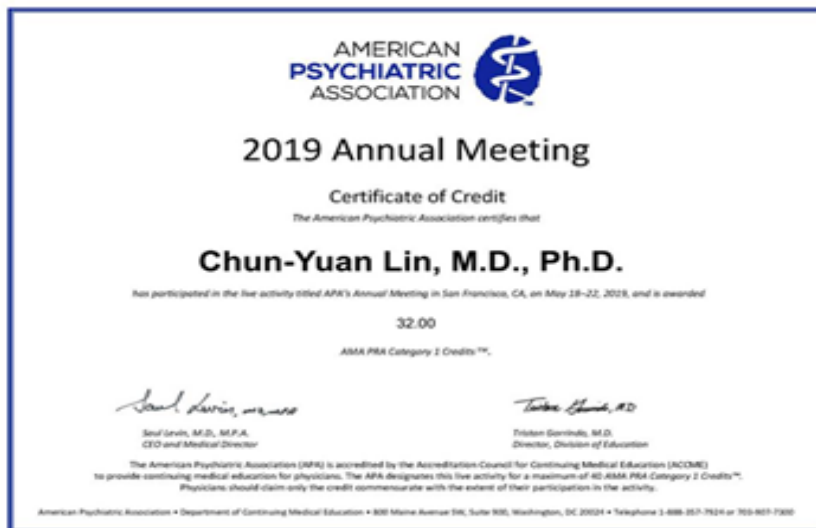 AMERICAN
PSYCHIATRIC
ASSOCIATION
2019 Annual Meeting
Certificate of Credit
The American Psychiatric Association certifies that
Chun-Yuan Lin, M.D., Ph.D.
has participated in the live activity titled APA's Annual Meeting in San Francisco, CA, on May 18–22, 2019, and is awarded
32.00
AMA PRA Category 1 Credits™.
Saul Levin, M.D., M.P.A.
Tristan Gorrindo, M.D.
CEO and Medical Director
Director, Division of Education
The American Psychiatric Association (APA) is accredited by the Accreditation Council for Continuing Medical Education (ACCME)
to provide continuing medical education for physicians. The APA designates this live activity for a maximum of 40 AMA PRA Category 1 Credits™.
Physicians should claim only the credit commensurate with the extent of their participation in the activity.
American Psychiatric Association • Department of Continuing Medical Education • 800 Maine Avenue SW, Suite 900, Washington, DC 20024 • Telephone 1-888-357-7924 or 703-907-7300